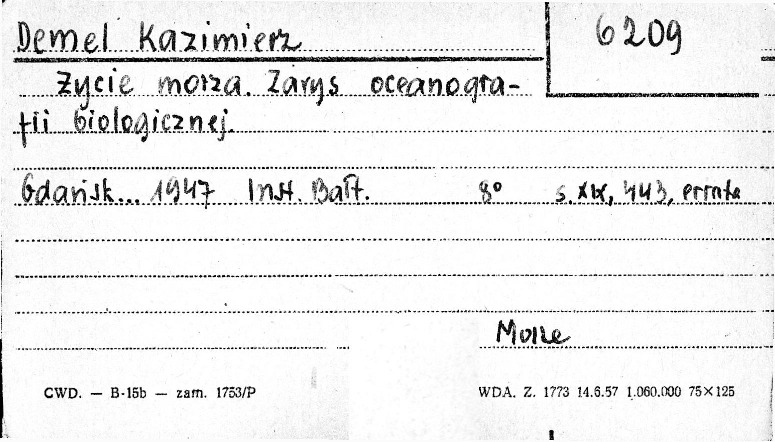 Demel Kazimierz
6209
Życie morza. Zarys oceanogra-
fii biologicznej.
Gdańsk... 1947 Inst. Bałt. 8° s. XIX, 443, errata
Morze
CWD. — B-15b — zam. 1753/P
WDA. Z. 1773 14.6.57 1.060.000 75×125